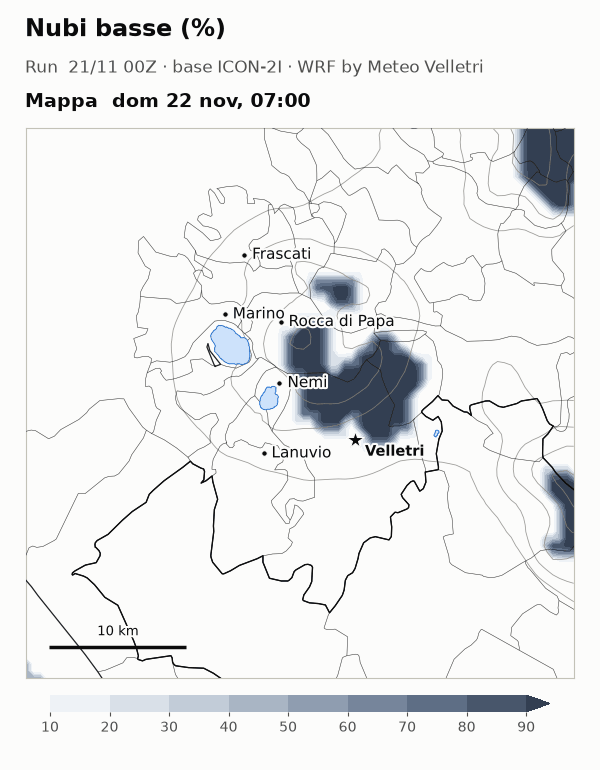 Nubi basse (%)
Run 21/11 00Z · base ICON-2I · WRF by Meteo Velletri
Mappa dom 22 nov, 07:00
Frascati
Marino
Rocca di Papa
Nemi
Velletri
Lanuvio
10 km
10 20 30 40 50 60 70 80 90